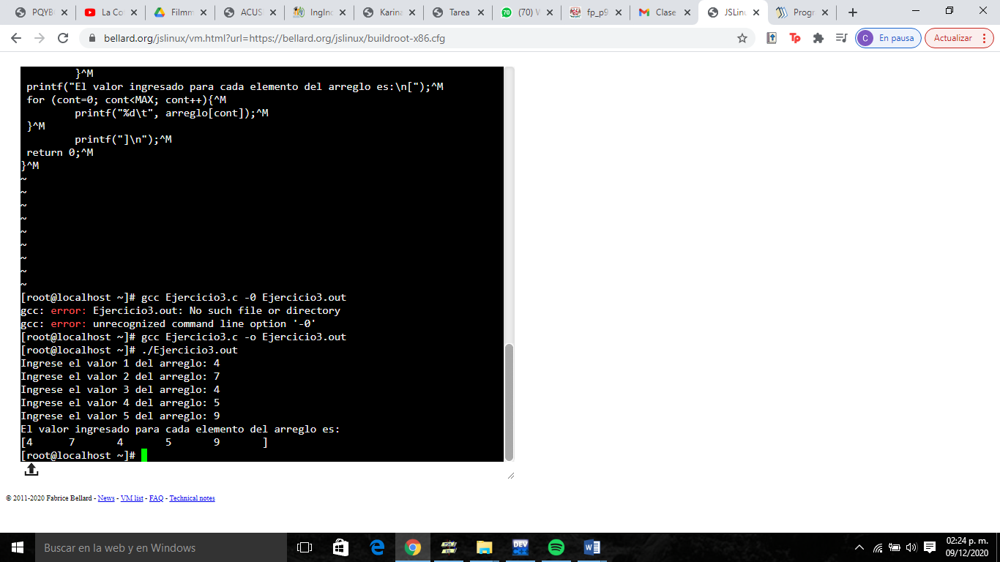 PQYB
La Co
Filmm
ACUS
IngInd
Karina
Tarea
70 (70) W
fp_p9
Clase
JSLinu
Progr
bellard.org/jslinux/vm.html?url=https://bellard.org/jslinux/buildroot-x86.cfg
Tp
C En pausa
Actualizar
}^M
printf("El valor ingresado para cada elemento del arreglo es:\n[");^M
for (cont=0; cont<MAX; cont++){^M
printf("%d\t", arreglo[cont]);^M
}^M
printf("]\n");^M
return 0;^M
}^M
~
~
~
~
~
~
~
~
~
[root@localhost ~]# gcc Ejercicio3.c -0 Ejercicio3.out
gcc: error: Ejercicio3.out: No such file or directory
gcc: error: unrecognized command line option '-0'
[root@localhost ~]# gcc Ejercicio3.c -o Ejercicio3.out
[root@localhost ~]# ./Ejercicio3.out
Ingrese el valor 1 del arreglo: 4
Ingrese el valor 2 del arreglo: 7
Ingrese el valor 3 del arreglo: 4
Ingrese el valor 4 del arreglo: 5
Ingrese el valor 5 del arreglo: 9
El valor ingresado para cada elemento del arreglo es:
[4 7 4 5 9 ]
[root@localhost ~]#
© 2011-2020 Fabrice Bellard - News - VM list - FAQ - Technical notes
Buscar en la web y en Windows
DEV
02:24 p. m.
09/12/2020